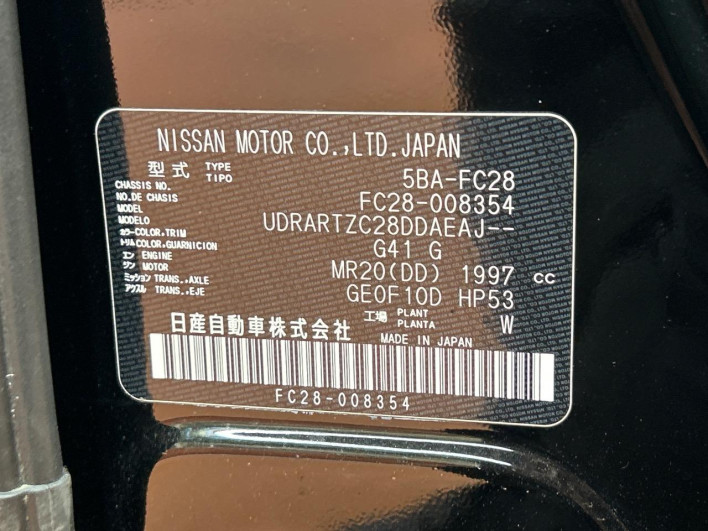 NISSAN MOTOR CO.,LTD.JAPAN
型式 TYPE TIPO 5BA-FC28
CHASSIS NO. NO.DE CHASIS FC28-008354
MODEL MODELO UDRARTZC28DDAEAJ--
カラー COLOR,TRIM トリム COLOR,GUARNICION G41 G
エンジン ENGINE MOTOR MR20(DD) 1997 cc
ミッション アクスル TRANS.,AXLE TRANS.,EJE GE0F10D HP53
工場 PLANT PLANTA W
日産自動車株式会社 MADE IN JAPAN
FC28-008354